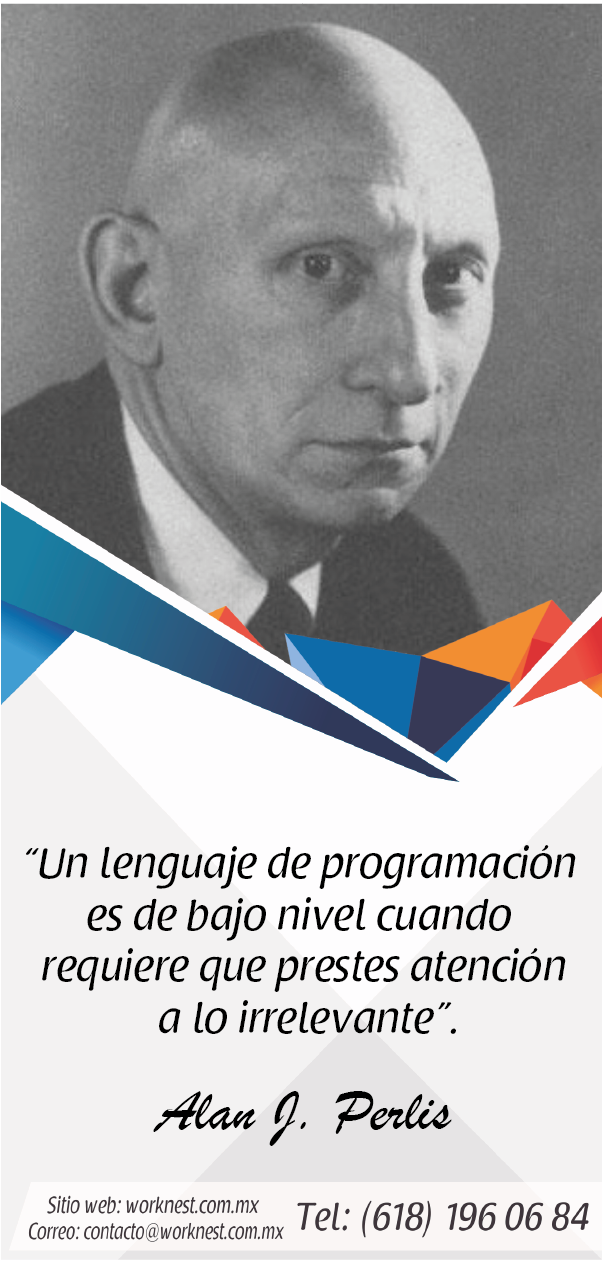 “Un lenguaje de programación
es de bajo nivel cuando
requiere que prestes atención
a lo irrelevante”.
Alan J. Perlis
Sitio web: worknest.com.mx
Correo: contacto@worknest.com.mx
Tel: (618) 196 06 84